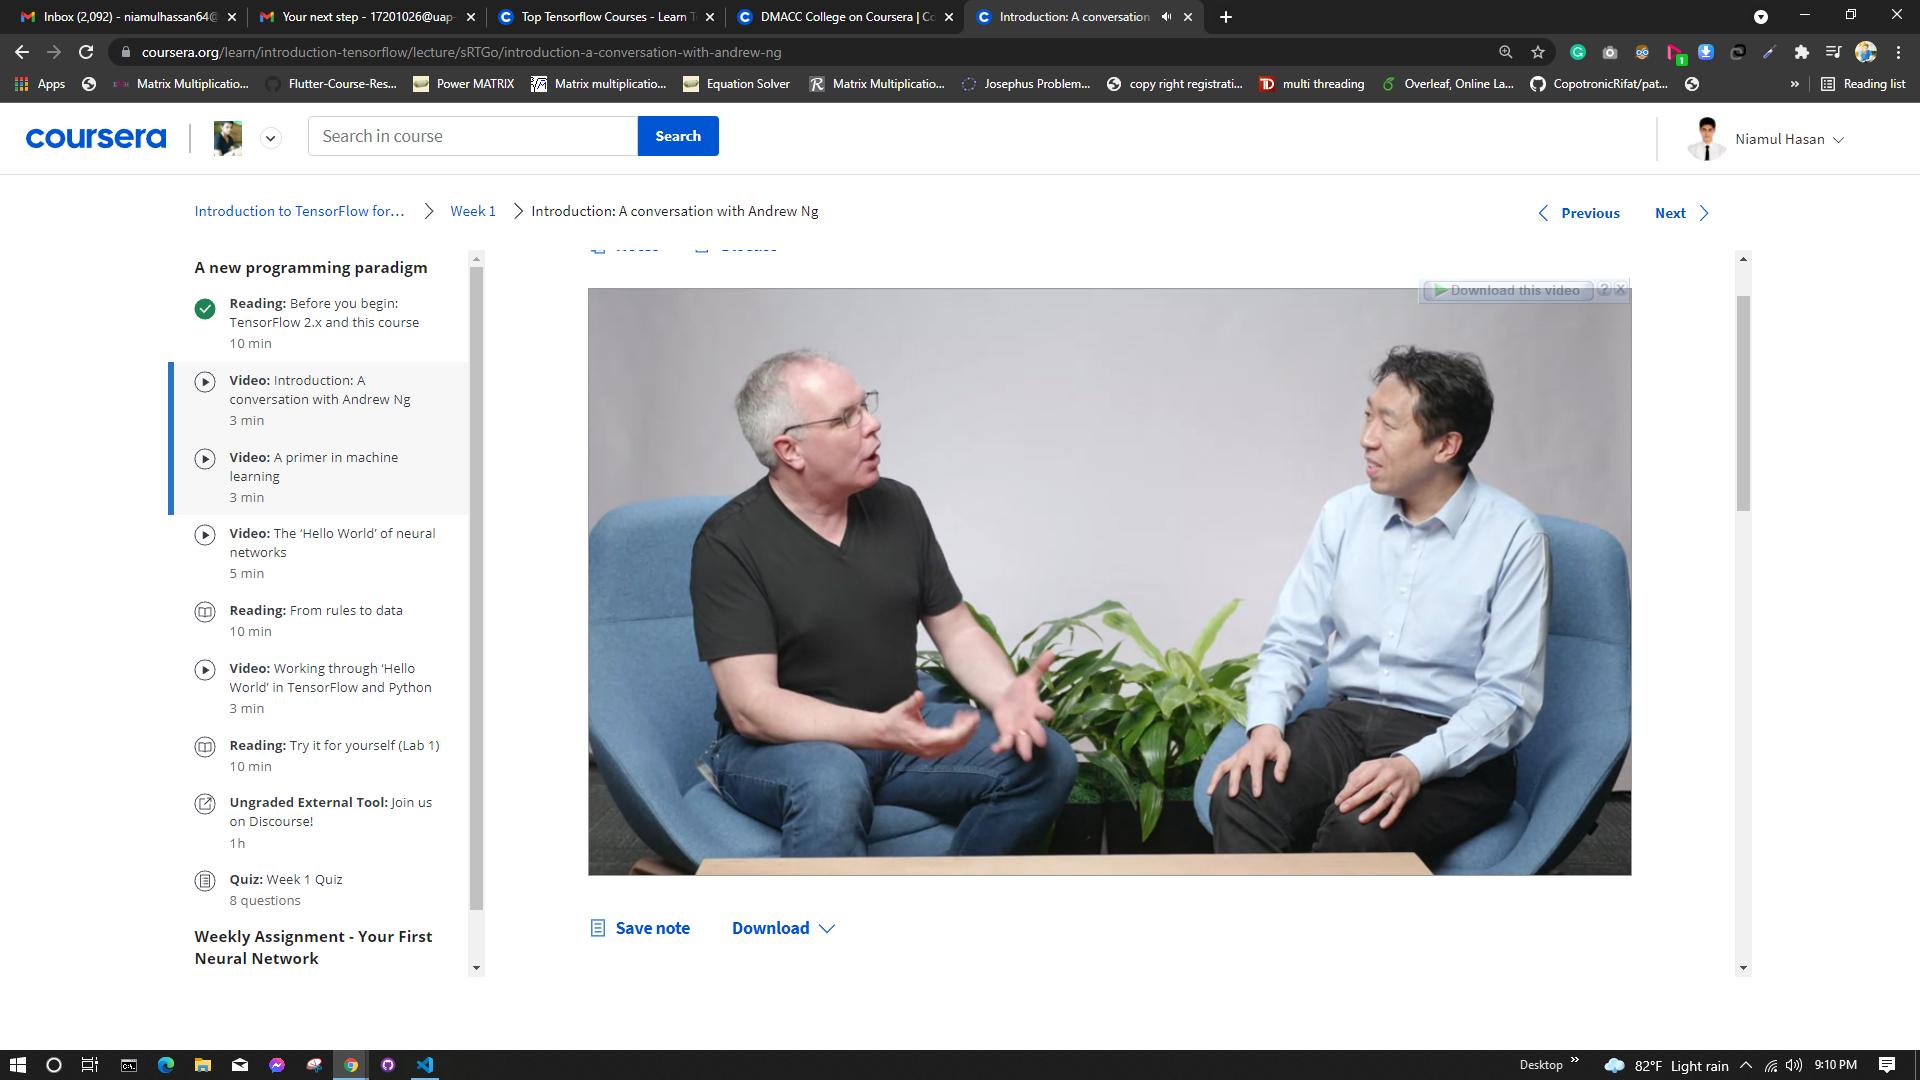 Inbox (2,092) - niamulhassan64@
Your next step - 17201026@uap-
Top Tensorflow Courses - Learn T
DMACC College on Coursera | Co
Introduction: A conversation
coursera.org/learn/introduction-tensorflow/lecture/sRTGo/introduction-a-conversation-with-andrew-ng
1
Apps
Matrix Multiplicatio...
Flutter-Course-Res...
Power MATRIX
Matrix multiplicatio...
Equation Solver
Matrix Multiplicatio...
Josephus Problem...
copy right registrati...
multi threading
Overleaf, Online La...
CopotronicRifat/pat...
Reading list
coursera
Search in course
Search
Niamul Hasan
Introduction to TensorFlow for...
Week 1
Introduction: A conversation with Andrew Ng
Previous
Next
A new programming paradigm
Reading: Before you begin:
TensorFlow 2.x and this course
10 min
Video: Introduction: A
conversation with Andrew Ng
3 min
Video: A primer in machine
learning
3 min
Video: The ‘Hello World’ of neural
networks
5 min
Reading: From rules to data
10 min
Video: Working through ‘Hello
World’ in TensorFlow and Python
3 min
Reading: Try it for yourself (Lab 1)
10 min
Ungraded External Tool: Join us
on Discourse!
1h
Quiz: Week 1 Quiz
8 questions
Weekly Assignment - Your First
Neural Network
Download this video ?
Save note
Download
Desktop
82°F Light rain
9:10 PM